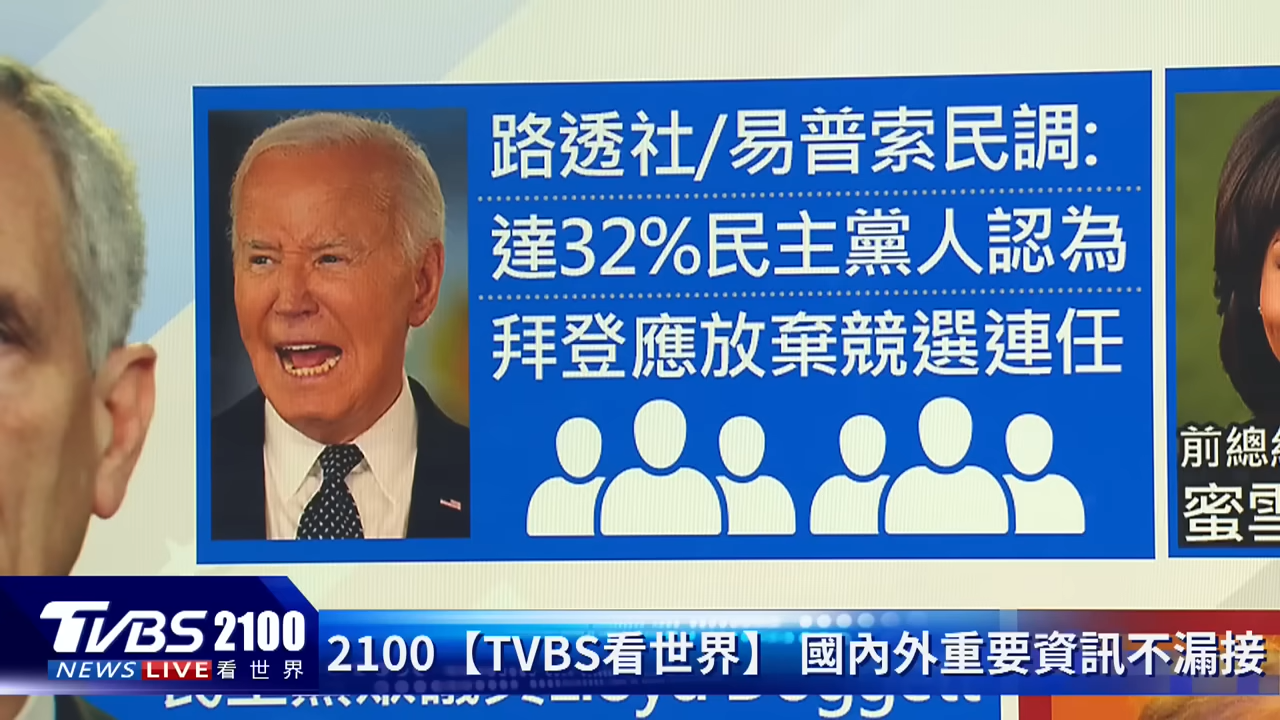 路透社/易普索民調:
達32%民主黨人認為
拜登應放棄競選連任
前總
蜜雪
TVBS 2100
NEWS LIVE 看世界
2100【TVBS看世界】 國內外重要資訊不漏接
Lloyd Doggett